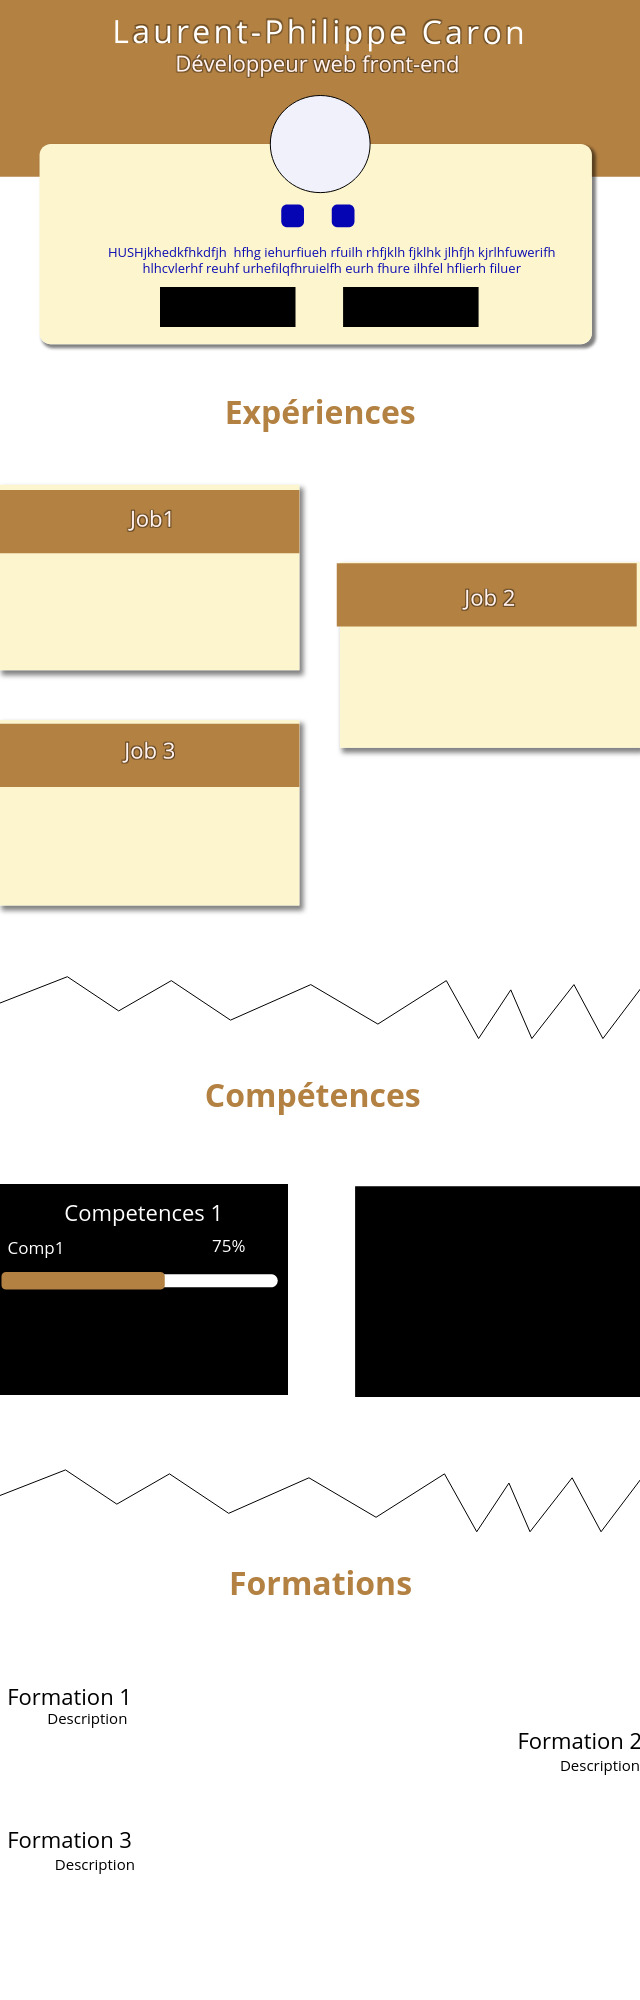 Laurent-Philippe Caron
Développeur web front-end
HUSHjkhedkfhkdfjh  hfhg iehurfiueh rfuilh rhfjklh fjklhk jlhfjh kjrlhfuwerifh
hlhcvlerhf reuhf urhefilqfhruielfh eurh fhure ilhfel hflierh filuer
Expériences
Job1
Job 2
Job 3
Compétences
Competences 1
Comp1 75%
Formations
Formation 1
Description
Formation 2
Description
Formation 3
Description